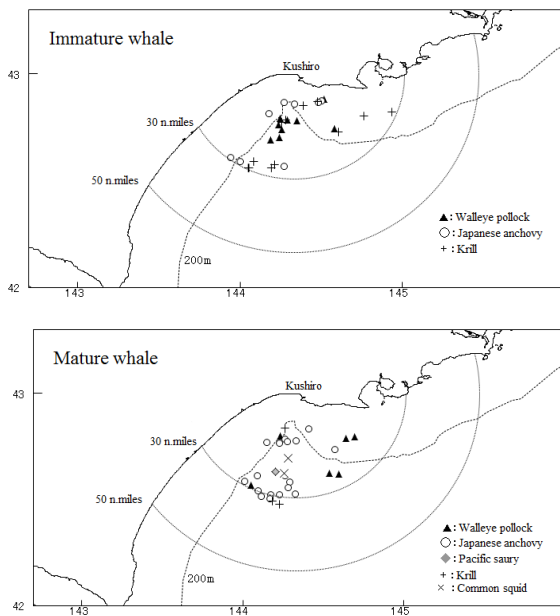 Immature whale
Kushiro
43
30 n.miles
50 n.miles
▲: Walleye pollock
○: Japanese anchovy
+ : Krill
200m
42
143
144
145
Mature whale
Kushiro
43
30 n.miles
50 n.miles
▲: Walleye pollock
○: Japanese anchovy
◆: Pacific saury
+ : Krill
×: Common squid
200m
42
143
144
145